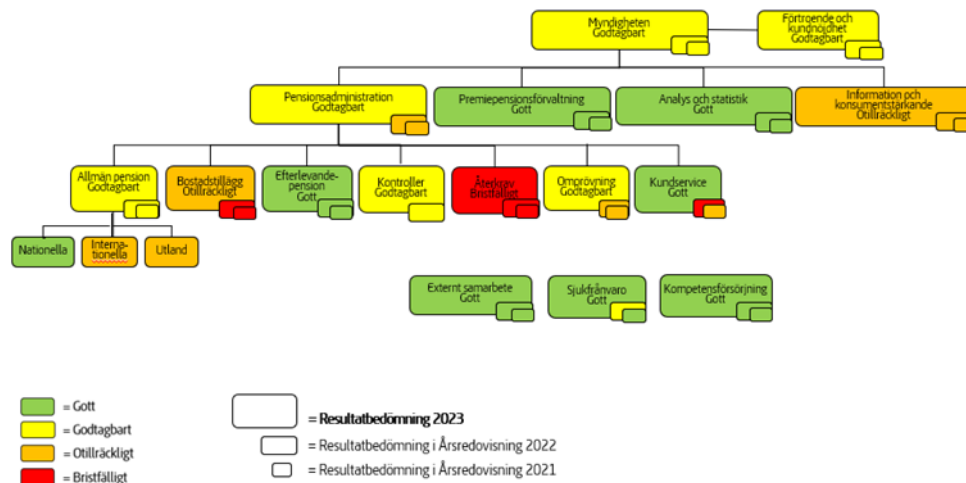 Myndigheten
Godtagbart
Förtroende och
kundnöjdhet
Godtagbart
Pensionsadministration
Godtagbart
Premiepensionsförvaltning
Gott
Analys och statistik
Gott
Information och
konsumentstärkande
Otillräckligt
Allmän pension
Godtagbart
Bostadstillägg
Otillräckligt
Efterlevande-
pension
Gott
Kontroller
Godtagbart
Återkrav
Bristfälligt
Omprövning
Godtagbart
Kundservice
Gott
Nationella
Interna-
tionella
Utland
Externt samarbete
Gott
Sjukfrånvaro
Gott
Kompetensförsörjning
Gott
= Gott
= Godtagbart
= Otillräckligt
= Bristfälligt
= Resultatbedömning 2023
= Resultatbedömning i Årsredovisning 2022
= Resultatbedömning i Årsredovisning 2021